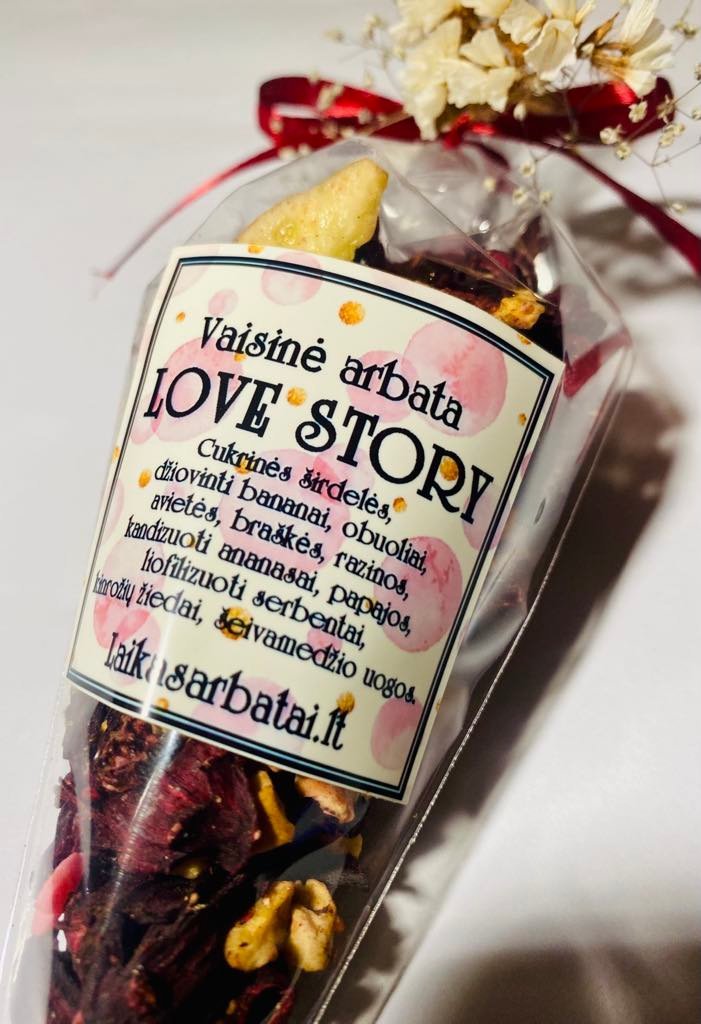 Vaisinė arbata
LOVE STORY
Cukrinės širdelės,
džiovinti bananai, obuoliai,
avietės, braškės, razinos,
kandizuoti ananasai, papajos,
liofilizuoti serbentai,
kinrožių žiedai, šeivamedžio uogos.
Laikasarbatai.lt